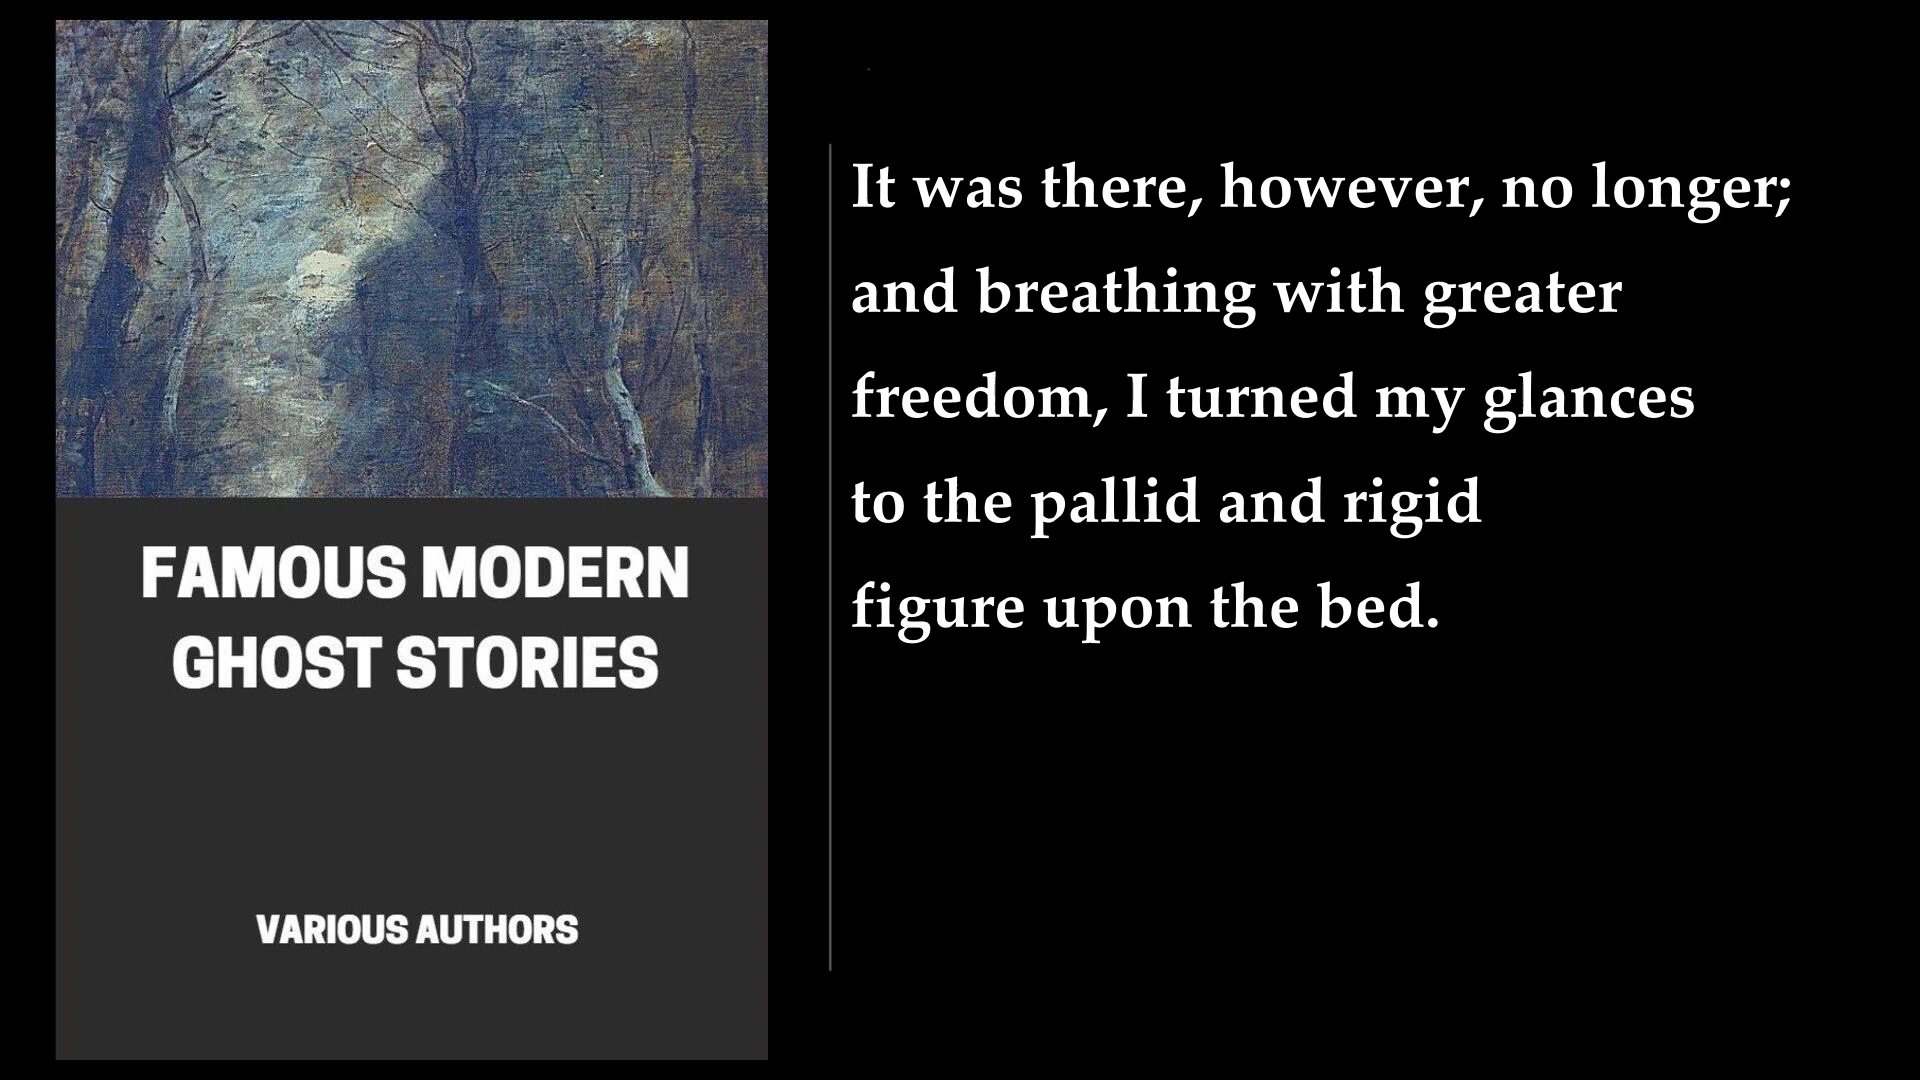 FAMOUS MODERN
GHOST STORIES
VARIOUS AUTHORS
It was there, however, no longer;
and breathing with greater
freedom, I turned my glances
to the pallid and rigid
figure upon the bed.